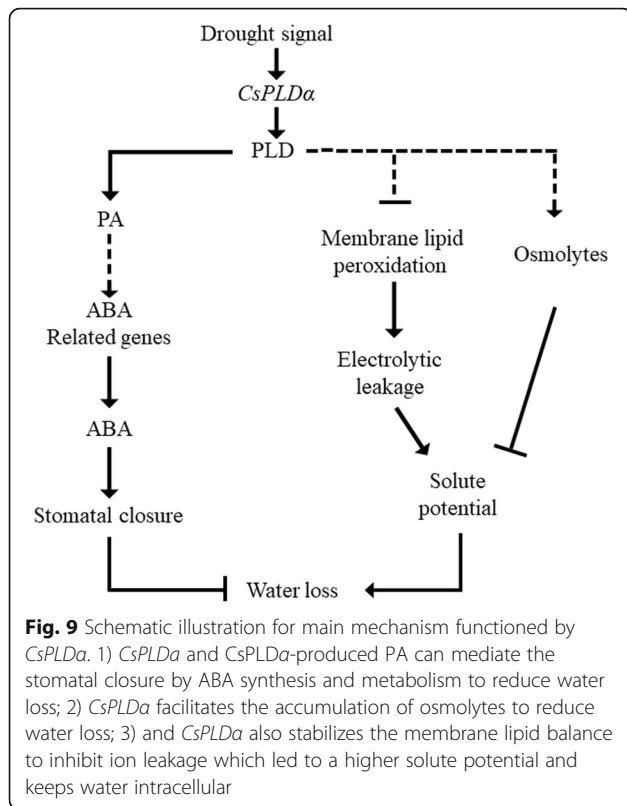 Drought signal
CsPLDα
PLD
PA
Membrane lipid
peroxidation
Osmolytes
ABA
Related genes
Electrolytic
leakage
ABA
Solute
potential
Stomatal closure
Water loss
Fig. 9 Schematic illustration for main mechanism functioned by
CsPLDα. 1) CsPLDα and CsPLDα-produced PA can mediate the
stomatal closure by ABA synthesis and metabolism to reduce water
loss; 2) CsPLDα facilitates the accumulation of osmolytes to reduce
water loss; 3) and CsPLDα also stabilizes the membrane lipid balance
to inhibit ion leakage which led to a higher solute potential and
keeps water intracellular